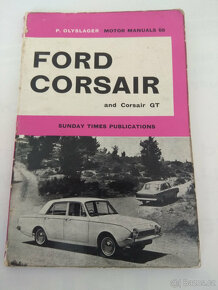 P. OLYSLAGER MOTOR MANUALS 66
FORD
CORSAIR
and Corsair GT
SUNDAY TIMES PUBLICATIONS